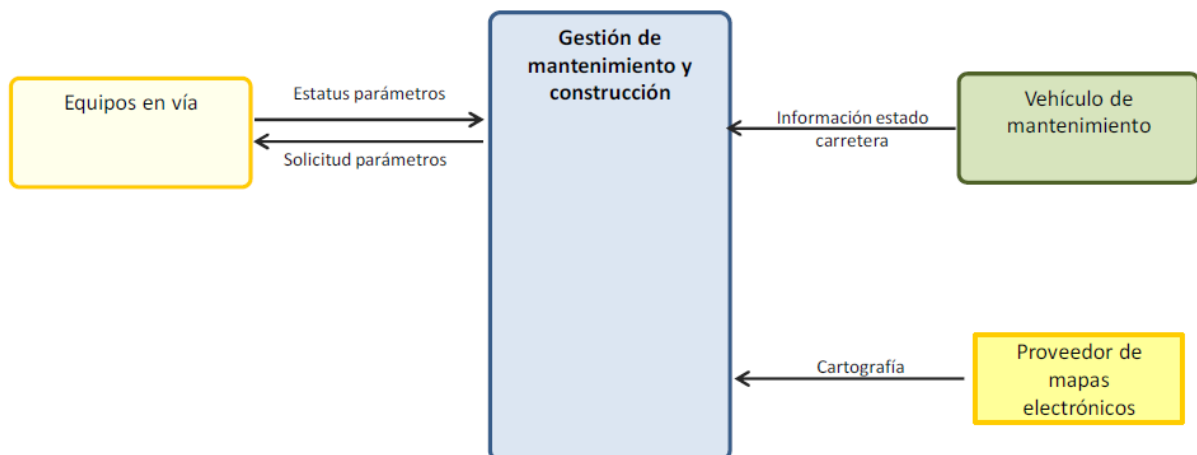 Gestión de
mantenimiento y
construcción
Equipos en vía
Estatus parámetros
Solicitud parámetros
Información estado
carretera
Vehículo de
mantenimiento
Cartografía
Proveedor de
mapas
electrónicos